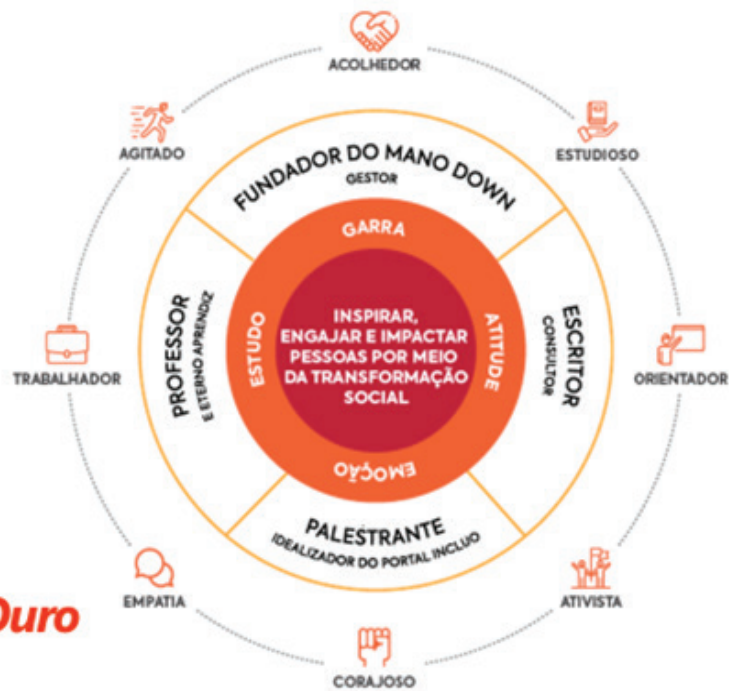 ACOLHEDOR
AGITADO
ESTUDIOSO
FUNDADOR DO MANO DOWN
GESTOR
GARRA
PROFESSOR
E ETERNO APRENDIZ
ESTUDO
INSPIRAR,
ENGAJAR E IMPACTAR
PESSOAS POR MEIO
DA TRANSFORMAÇÃO
SOCIAL
ATITUDE
ESCRITOR
CONSULTOR
TRABALHADOR
ORIENTADOR
EMOÇÃO
PALESTRANTE
IDEALIZADOR DO PORTAL INCLUO
EMPATIA
ATIVISTA
Ouro
CORAJOSO